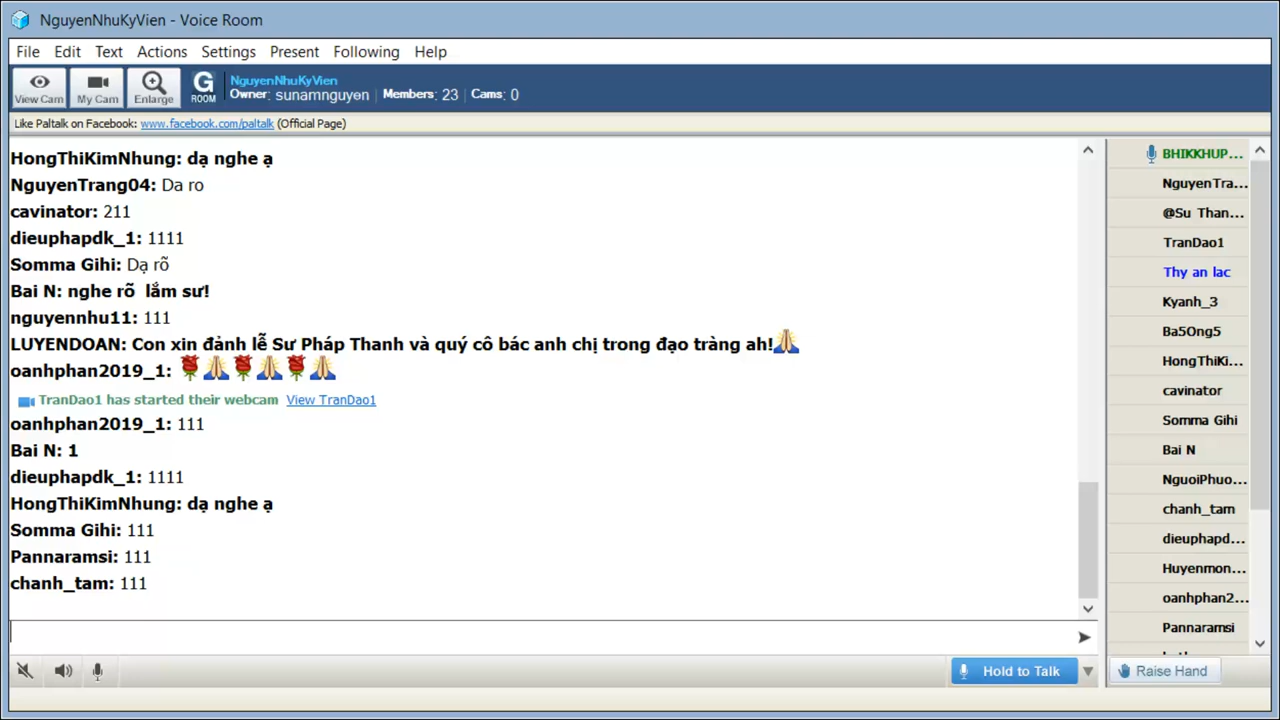 NguyenNhuKyVien - Voice Room
File Edit Text Actions Settings Present Following Help
View Cam My Cam Enlarge G ROOM NguyenNhuKyVien
Owner: sunamnguyen Members: 23 Cams: 0
Like Paltalk on Facebook: www.facebook.com/paltalk (Official Page)
HongThiKimNhung: dạ nghe ạ
NguyenTrang04: Da ro
cavinator: 211
dieuphapdk_1: 1111
Somma Gihi: Dạ rõ
Bai N: nghe rõ lắm sư!
nguyennhu11: 111
LUYENDOAN: Con xin đảnh lễ Sư Pháp Thanh và quý cô bác anh chị trong đạo tràng ah!🙏
oanhphan2019_1: 🌹🙏🌹🙏🌹🙏
TranDao1 has started their webcam View TranDao1
oanhphan2019_1: 111
Bai N: 1
dieuphapdk_1: 1111
HongThiKimNhung: dạ nghe ạ
Somma Gihi: 111
Pannaramsi: 111
chanh_tam: 111
BHIKKHUP...
NguyenTra...
@Su Than...
TranDao1
Thy an lac
Kyanh_3
Ba5Ong5
HongThiKi...
cavinator
Somma Gihi
Bai N
NguoiPhuo...
chanh_tam
dieuphapd...
Huyenmon...
oanhphan2...
Pannaramsi
Hold to Talk
Raise Hand